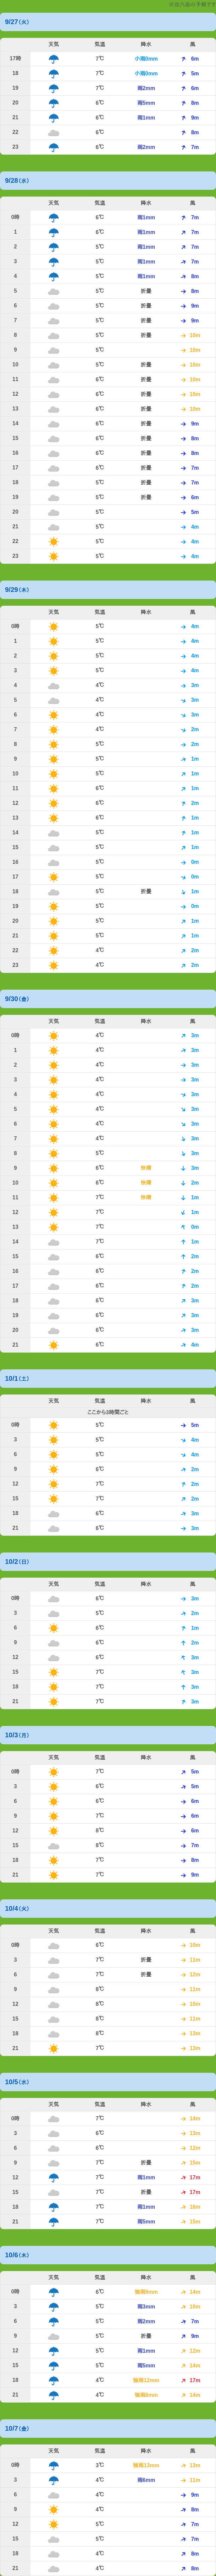 9/27(火)
天気 気温 降水 風
17時 7℃ 小雨0mm 6m
18 7℃ 小雨0mm 5m
19 7℃ 雨2mm 6m
20 6℃ 雨5mm 8m
21 6℃ 雨1mm 9m
22 6℃ 8m
23 6℃ 雨2mm 7m
9/28(水)
天気 気温 降水 風
0時 6℃ 雨1mm 7m
1 6℃ 雨1mm 7m
2 6℃ 雨1mm 7m
3 5℃ 雨1mm 7m
4 6℃ 雨1mm 8m
5 5℃ 折畳 8m
6 5℃ 折畳 9m
7 5℃ 折畳 9m
8 5℃ 折畳 10m
9 5℃ 10m
10 5℃ 折畳 10m
11 6℃ 折畳 10m
12 6℃ 折畳 10m
13 6℃ 折畳 10m
14 6℃ 折畳 9m
15 6℃ 折畳 8m
16 6℃ 折畳 8m
17 6℃ 折畳 7m
18 5℃ 折畳 7m
19 5℃ 折畳 6m
20 5℃ 5m
21 5℃ 4m
22 5℃ 4m
23 5℃ 4m
9/29(木)
天気 気温 降水 風
0時 5℃ 4m
1 5℃ 4m
2 5℃ 4m
3 5℃ 4m
4 4℃ 3m
5 4℃ 3m
6 4℃ 3m
7 4℃ 2m
8 5℃ 2m
9 5℃ 1m
10 5℃ 1m
11 6℃ 1m
12 6℃ 2m
13 6℃ 1m
14 5℃ 1m
15 5℃ 1m
16 5℃ 0m
17 5℃ 0m
18 5℃ 折畳 1m
19 5℃ 0m
20 5℃ 1m
21 5℃ 1m
22 4℃ 2m
23 4℃ 2m
9/30(金)
天気 気温 降水 風
0時 4℃ 3m
1 4℃ 3m
2 4℃ 3m
3 4℃ 3m
4 4℃ 3m
5 4℃ 3m
6 4℃ 3m
7 4℃ 3m
8 5℃ 3m
9 6℃ 快晴 3m
10 6℃ 快晴 2m
11 7℃ 快晴 1m
12 7℃ 1m
13 7℃ 0m
14 7℃ 1m
15 6℃ 2m
16 6℃ 2m
17 6℃ 2m
18 6℃ 3m
19 6℃ 3m
20 6℃ 3m
21 6℃ 4m
10/1(土)
天気 気温 降水 風
ここから3時間ごと
0時 5℃ 5m
3 5℃ 4m
6 5℃ 4m
9 6℃ 2m
12 7℃ 2m
15 7℃ 2m
18 6℃ 3m
21 6℃ 3m
10/2(日)
天気 気温 降水 風
0時 6℃ 3m
3 5℃ 2m
6 6℃ 1m
9 6℃ 2m
12 6℃ 3m
15 7℃ 3m
18 7℃ 3m
21 7℃ 3m
10/3(月)
天気 気温 降水 風
0時 7℃ 5m
3 6℃ 5m
6 6℃ 6m
9 7℃ 6m
12 8℃ 6m
15 8℃ 7m
18 7℃ 8m
21 7℃ 9m
10/4(火)
天気 気温 降水 風
0時 6℃ 10m
3 7℃ 折畳 11m
6 7℃ 折畳 12m
9 8℃ 11m
12 8℃ 10m
15 8℃ 11m
18 8℃ 13m
21 7℃ 13m
10/5(水)
天気 気温 降水 風
0時 7℃ 14m
3 6℃ 13m
6 6℃ 12m
9 7℃ 折畳 15m
12 7℃ 雨1mm 17m
15 7℃ 折畳 17m
18 7℃ 雨1mm 16m
21 7℃ 雨5mm 15m
10/6(木)
天気 気温 降水 風
0時 6℃ 強雨9mm 14m
3 5℃ 雨3mm 10m
6 5℃ 雨2mm 7m
9 5℃ 折畳 9m
12 5℃ 雨1mm 12m
15 5℃ 雨5mm 14m
18 4℃ 強雨12mm 17m
21 4℃ 強雨8mm 14m
10/7(金)
天気 気温 降水 風
0時 3℃ 強雨13mm 13m
3 4℃ 雨6mm 11m
6 4℃ 9m
9 4℃ 8m
12 5℃ 7m
15 5℃ 7m
18 4℃ 8m
21 4℃ 8m